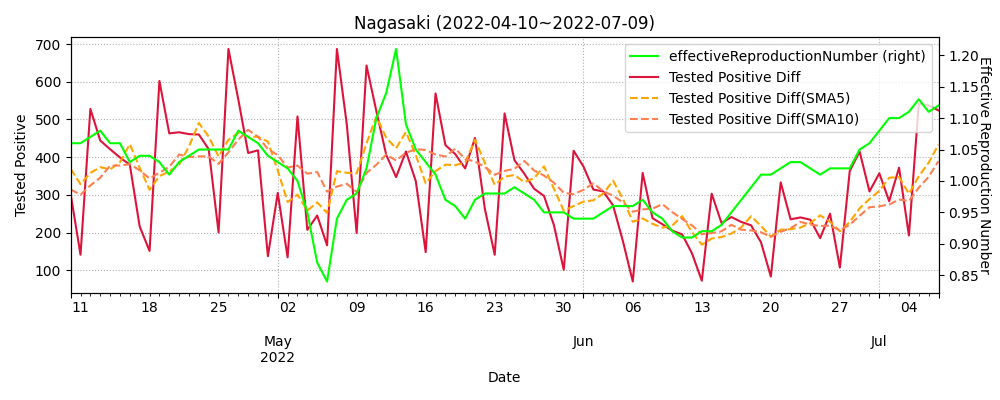 Nagasaki (2022-04-10~2022-07-09)
effectiveReproductionNumber (right)
Tested Positive Diff
Tested Positive Diff(SMA5)
Tested Positive Diff(SMA10)
Tested Positive
700
600
500
400
300
200
100
1.20
1.15
1.10
1.05
1.00
0.95
0.90
0.85
Effective Reproduction Number
11 18 25 02 09 16 23 30 06 13 20 27 04
May Jun Jul
2022
Date